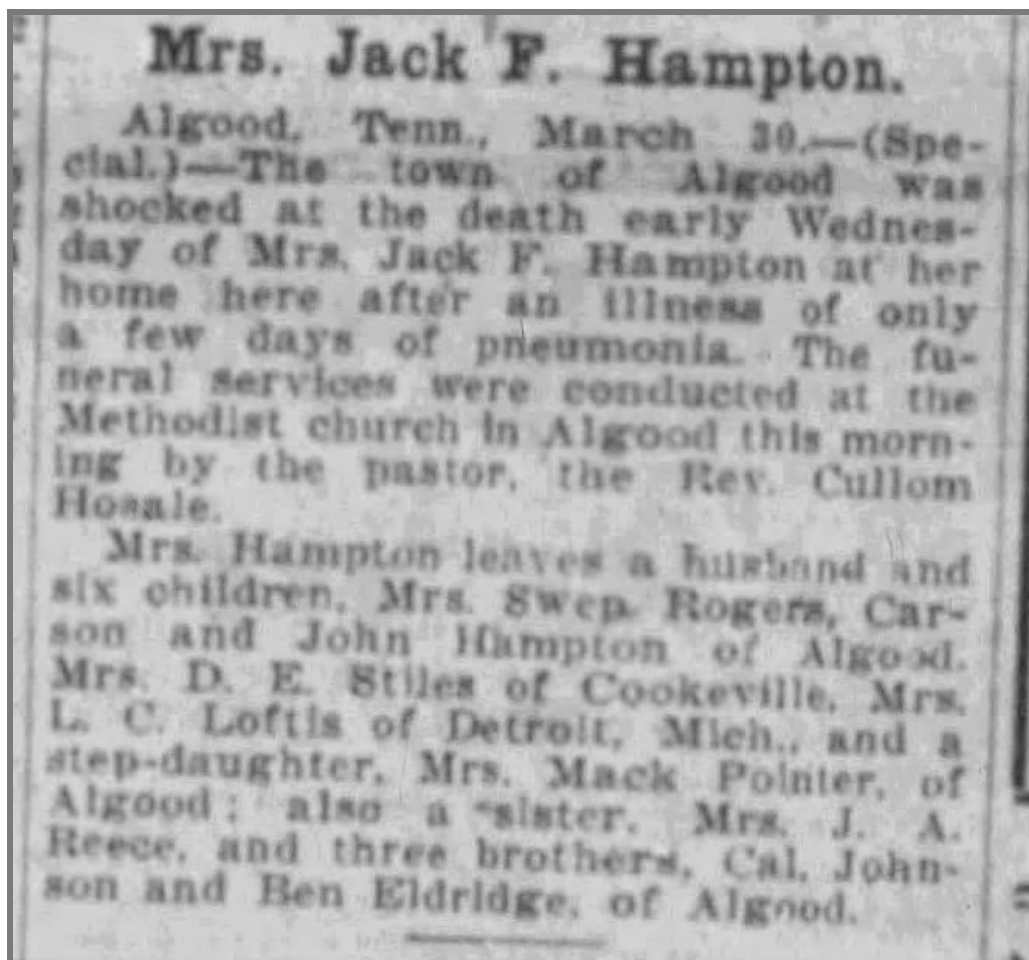 Mrs. Jack F. Hampton.
Algood, Tenn., March 30.—(Spe-
cial.)—The town of Algood was
shocked at the death early Wednes-
day of Mrs. Jack F. Hampton at her
home here after an illness of only
a few days of pneumonia. The fu-
neral services were conducted at the
Methodist church in Algood this morn-
ing by the pastor, the Rev. Cullom
Hosale.
Mrs. Hampton leaves a husband and
six children, Mrs. Swep. Rogers, Car-
son and John Hampton of Algood,
Mrs. D. E. Stiles of Cookeville, Mrs.
L. C. Loftis of Detroit, Mich., and a
step-daughter, Mrs. Mack Pointer, of
Algood; also a sister, Mrs. J. A.
Reece, and three brothers, Cal, John-
son and Ben Eldridge, of Algood.